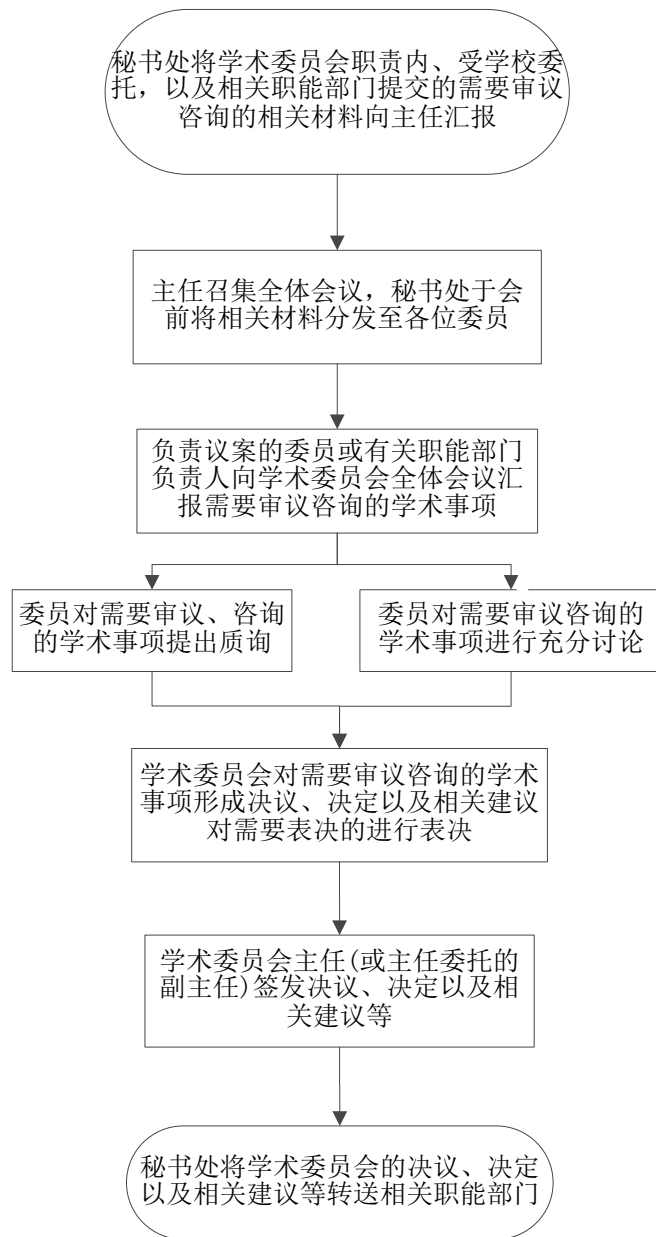 秘书处将学术委员会职责内、受学校委
托，以及相关职能部门提交的需要审议
咨询的相关材料向主任汇报
主任召集全体会议，秘书处于会
前将相关材料分发至各位委员
负责议案的委员或有关职能部门
负责人向学术委员会全体会议汇
报需要审议咨询的学术事项
委员对需要审议、咨询
的学术事项提出质询
委员对需要审议咨询的
学术事项进行充分讨论
学术委员会对需要审议咨询的学术
事项形成决议、决定以及相关建议
对需要表决的进行表决
学术委员会主任(或主任委托的
副主任)签发决议、决定以及相
关建议等
秘书处将学术委员会的决议、决定
以及相关建议等转送相关职能部门